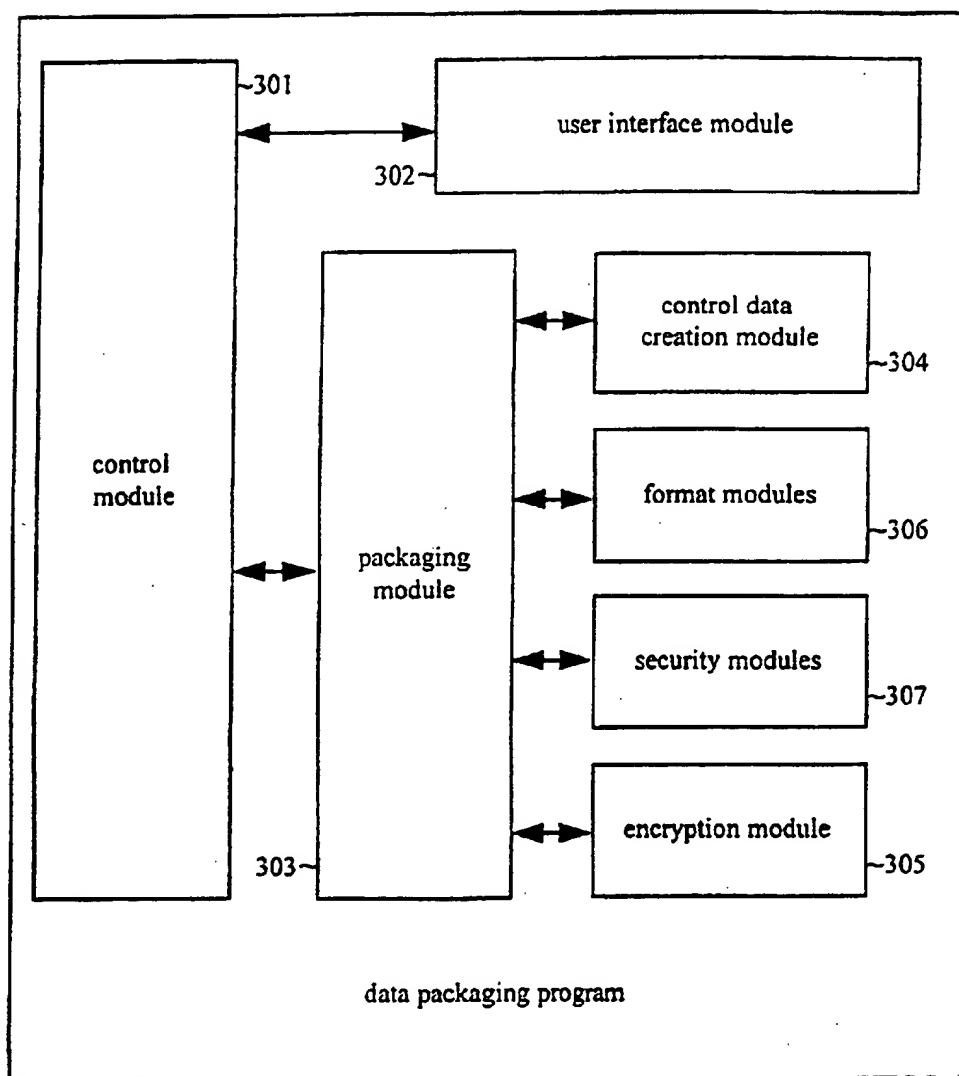 301
user interface module
302
control data
creation module
304
control
module
format modules
306
packaging
module
security modules
307
encryption module
303
305
data packaging program